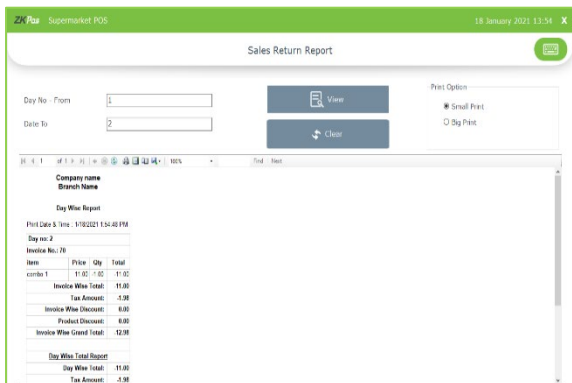 ZKPos Supermarket POS 18 January 2021 13:54 X
Sales Return Report
Day No - From 1
Date To 2
View
Clear
Print Option
Small Print
Big Print
1 of 1 100% Find Next
Company name
Branch Name
Day Wise Report
Print Date & Time : 1/18/2021 1:54:48 PM
Day no: 2
Invoice No.: 70
Item Price Qty Total
combo 1 11.00 -1.00 -11.00
Invoice Wise Total: -11.00
Tax Amount: -1.98
Invoice Wise Discount: 0.00
Product Discount: 0.00
Invoice Wise Grand Total: -12.98
Day Wise Total Report
Day Wise Total: -11.00
Tax Amount: -1.98